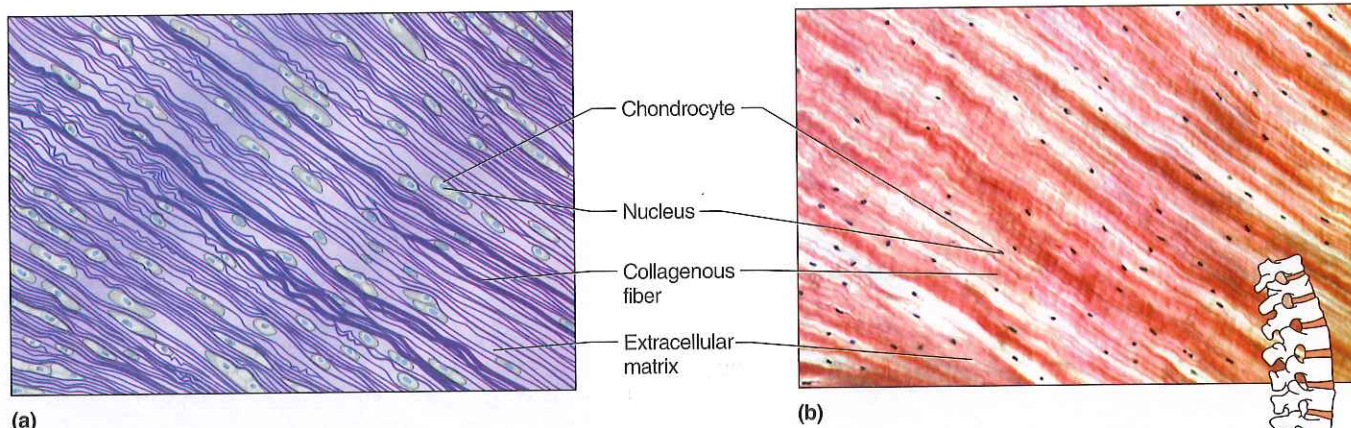 Chondrocyte
Nucleus
Collagenous
fiber
Extracellular
matrix
(a)
(b)